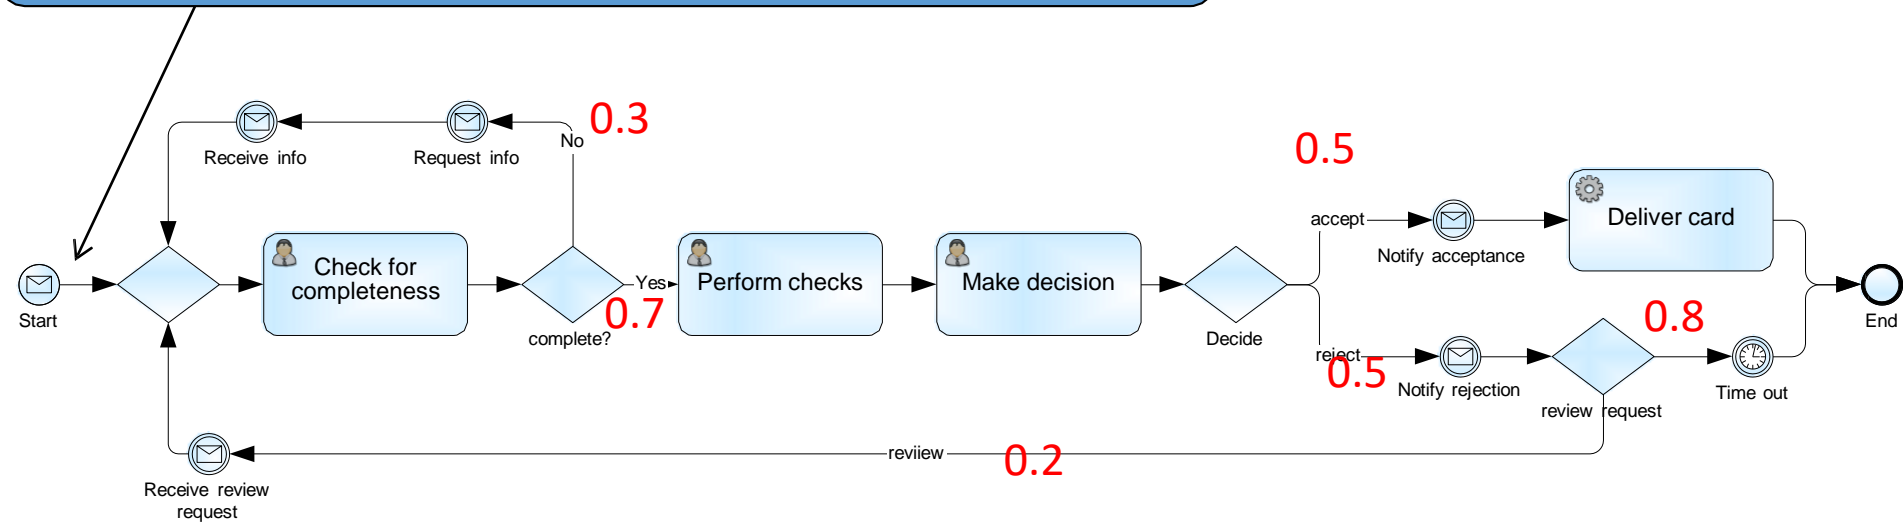 0.3
No
Receive info
Request info
0.5
accept
Deliver card
Notify acceptance
Start
Check for
completeness
Yes
0.7
complete?
Perform checks
Make decision
Decide
End
reject
0.5
Notify rejection
0.8
review request
Time out
reviiew
0.2
Receive review
request